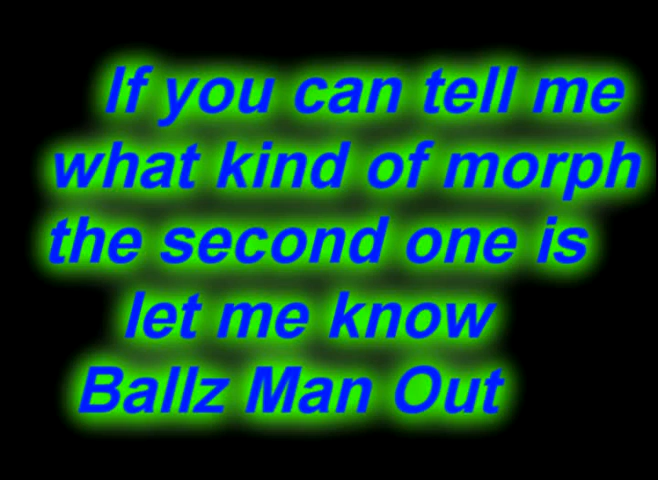 If you can tell me
what kind of morph
the second one is
let me know
Ballz Man Out